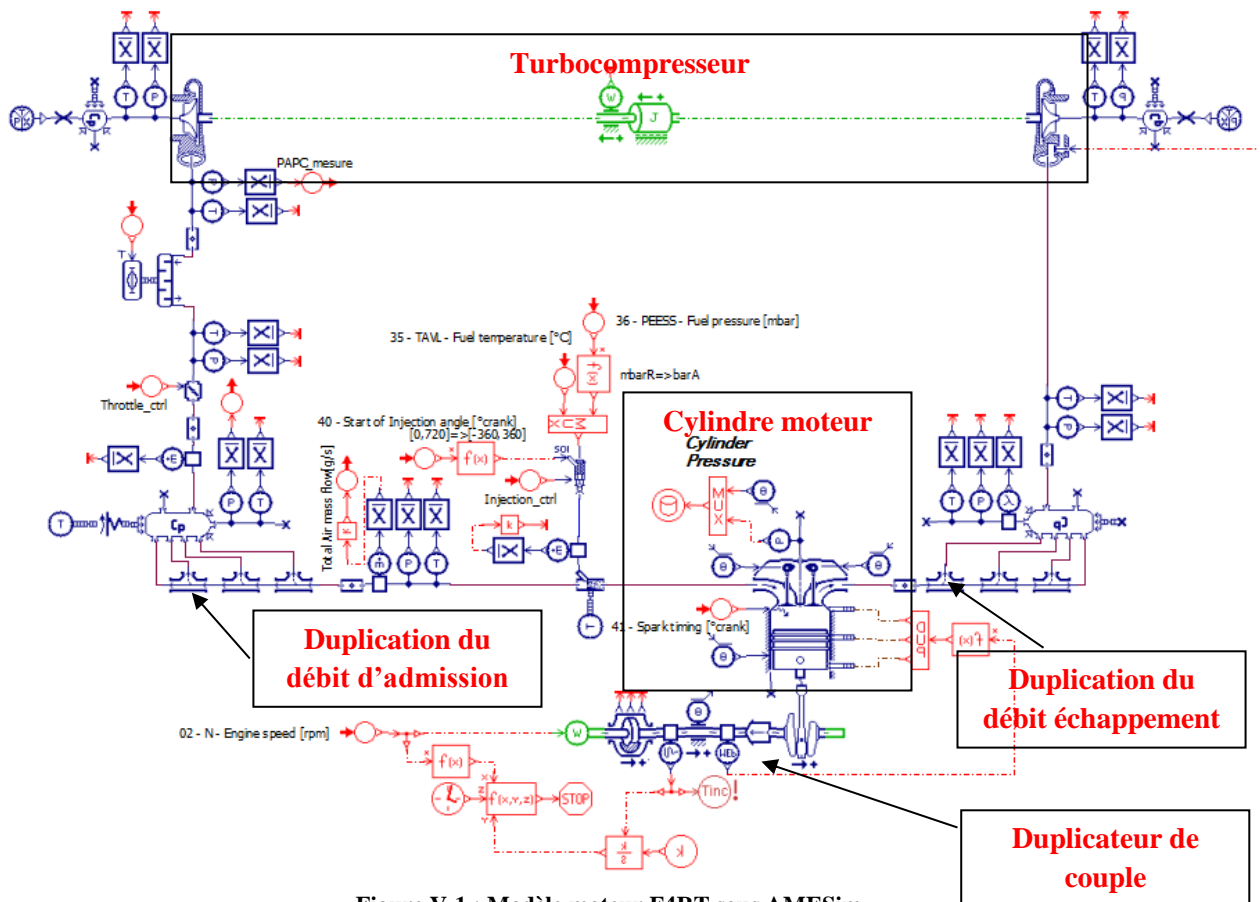 Turbocompresseur
PAPC_mesure
36 - PEESS - Fuel pressure [mbar]
35 - TAVL - Fuel temperature [°C]
mbarR=>barA
Throttle_ctrl
40 - Start of Injection angle [°crank]
[0,720]=>[-360,360]
Cylindre moteur
Cylinder
Pressure
Total Air mass flow[g/s]
Injection_ctrl
SOI
MUX
MUX
f(x)
f(x)
41 - Spark timing [°crank]
Duplication du
débit d'admission
Duplication du
débit échappement
02 - N - Engine speed [rpm]
f(x)
f(x,y,z)
STOP
Tinc
Duplicateur de
couple